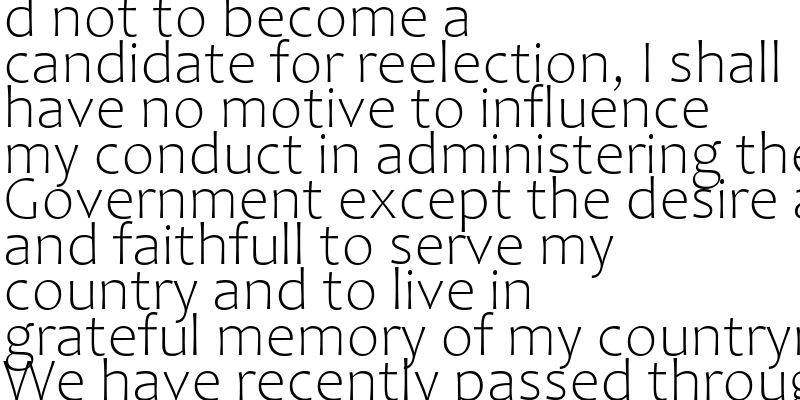 d not to become a
candidate for reelection, I shall
have no motive to influence
my conduct in administering the
Government except the desire a
and faithfull to serve my
country and to live in
grateful memory of my country
We have recently passed throug